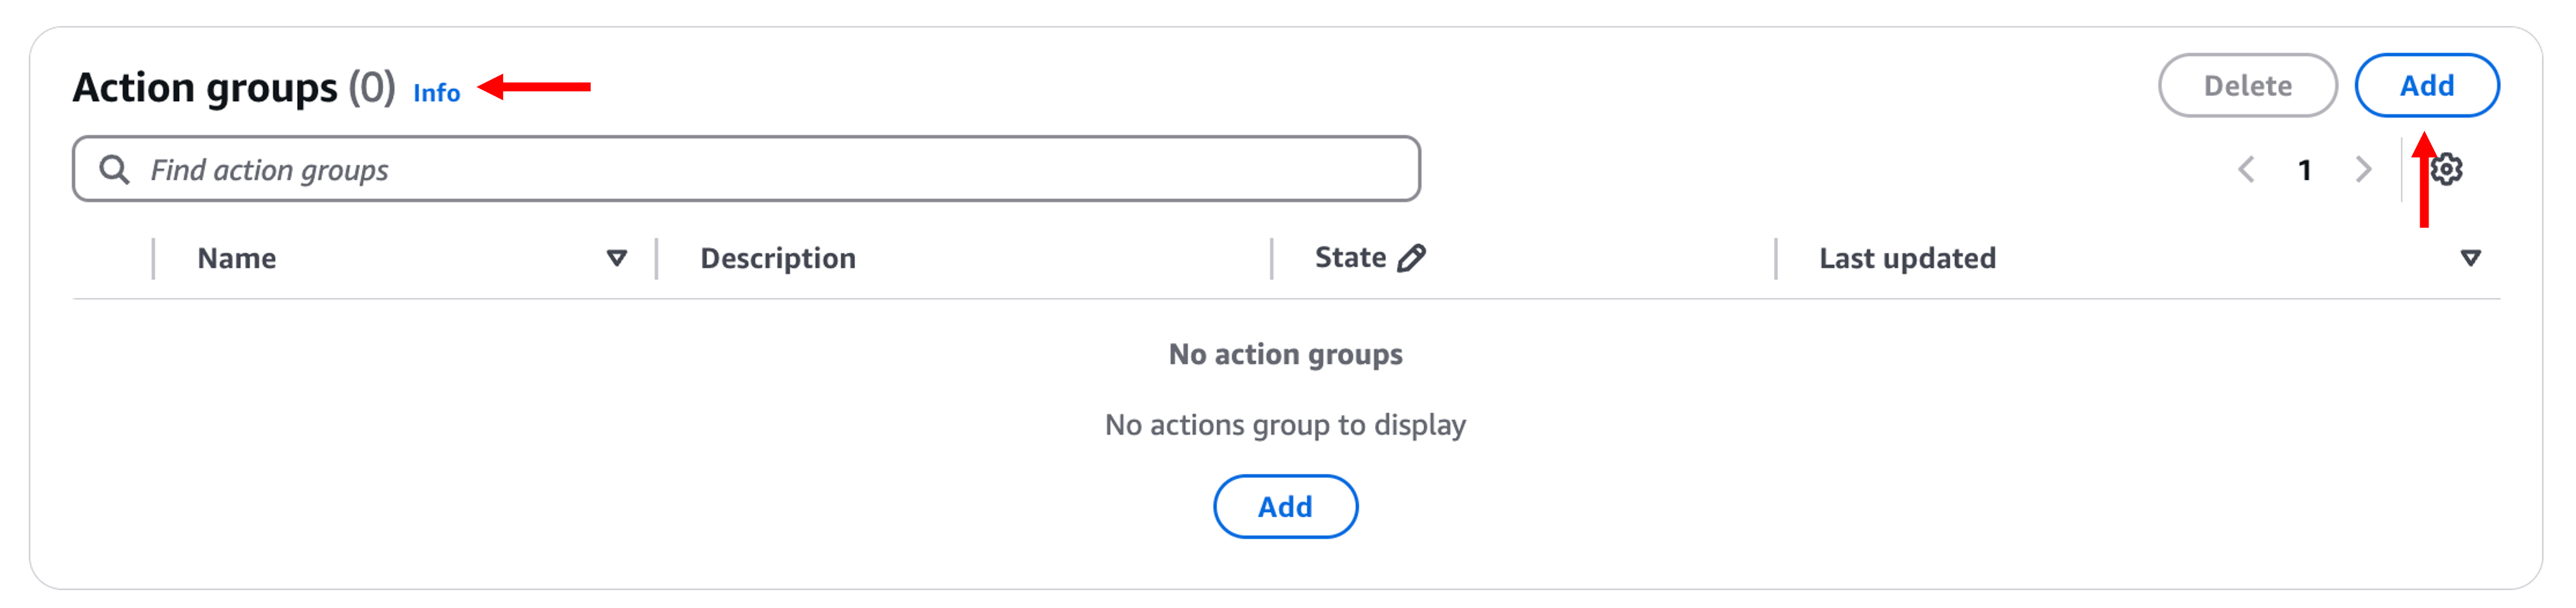 Action groups (0) Info
Delete
Add
Find action groups
1
Name
Description
State
Last updated
No action groups
No actions group to display
Add